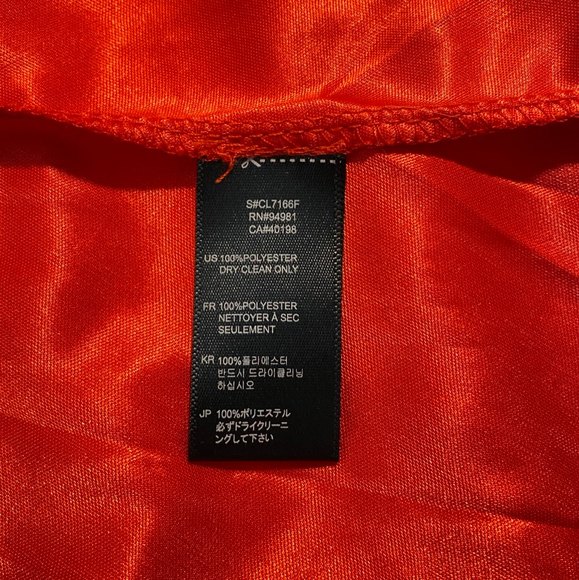 S#CL7166F
RN#94981
CA#40198
US 100%POLYESTER
DRY CLEAN ONLY
FR 100%POLYESTER
NETTOYER À SEC
SEULEMENT
KR 100%폴리에스터
반드시 드라이클리닝
하십시오
JP 100%ポリエステル
必ずドライクリーニ
ングして下さい